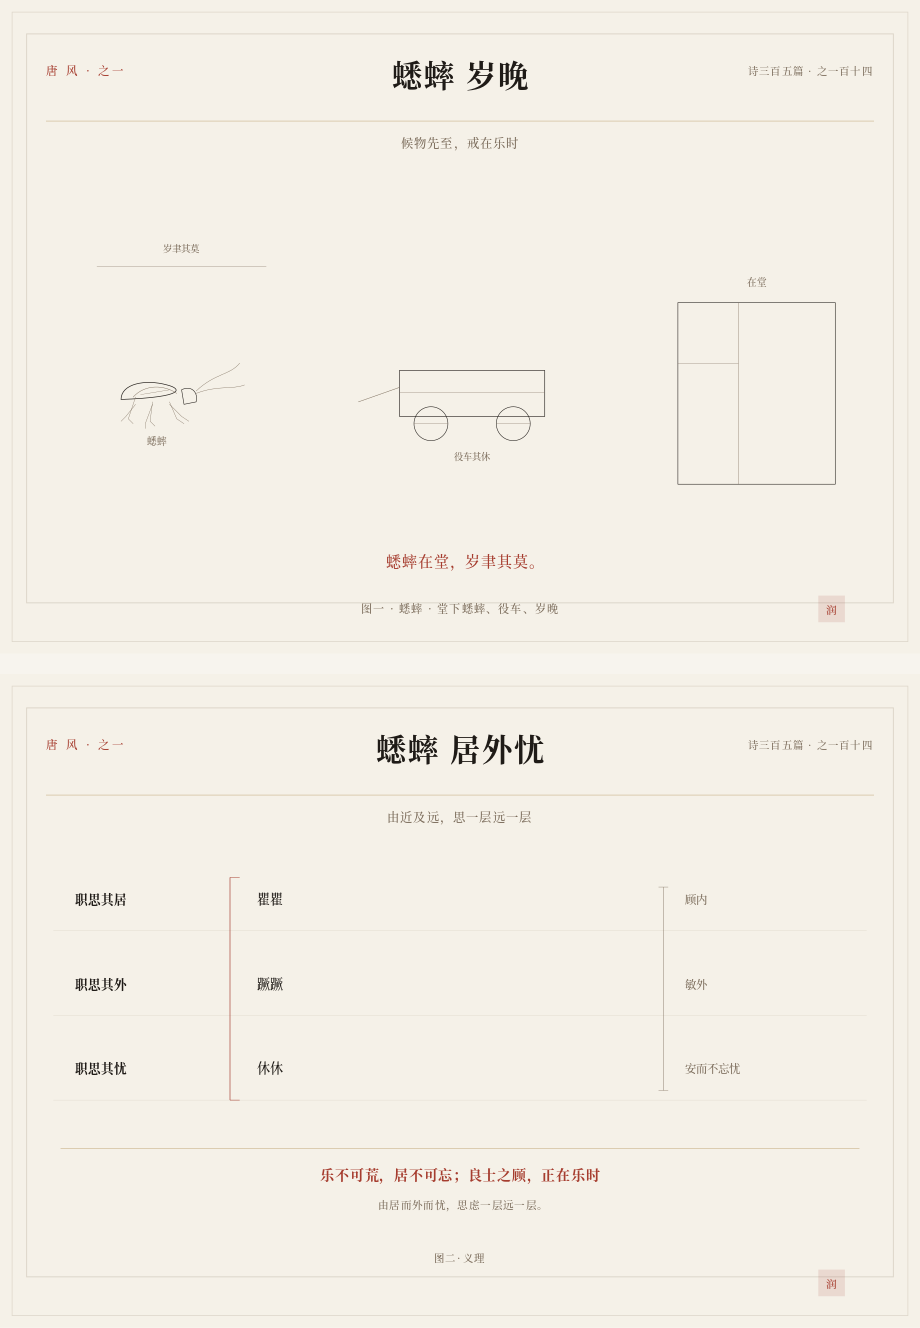 唐 风 · 之一
蟋蟀 岁晚
诗三百五篇 · 之一百十四
候物先至，戒在乐时
岁聿其莫
在堂
蟋蟀
役车其休
蟋蟀在堂，岁聿其莫。
图一 · 蟋蟀 · 堂下蟋蟀、役车、岁晚
润
唐 风 · 之一
蟋蟀 居外忧
诗三百五篇 · 之一百十四
由近及远，思一层远一层
职思其居 瞿瞿 顾内
职思其外 蹶蹶 敏外
职思其忧 休休 安而不忘忧
乐不可荒，居不可忘；良士之顾，正在乐时
由居而外而忧，思虑一层远一层。
图二 · 义理
润